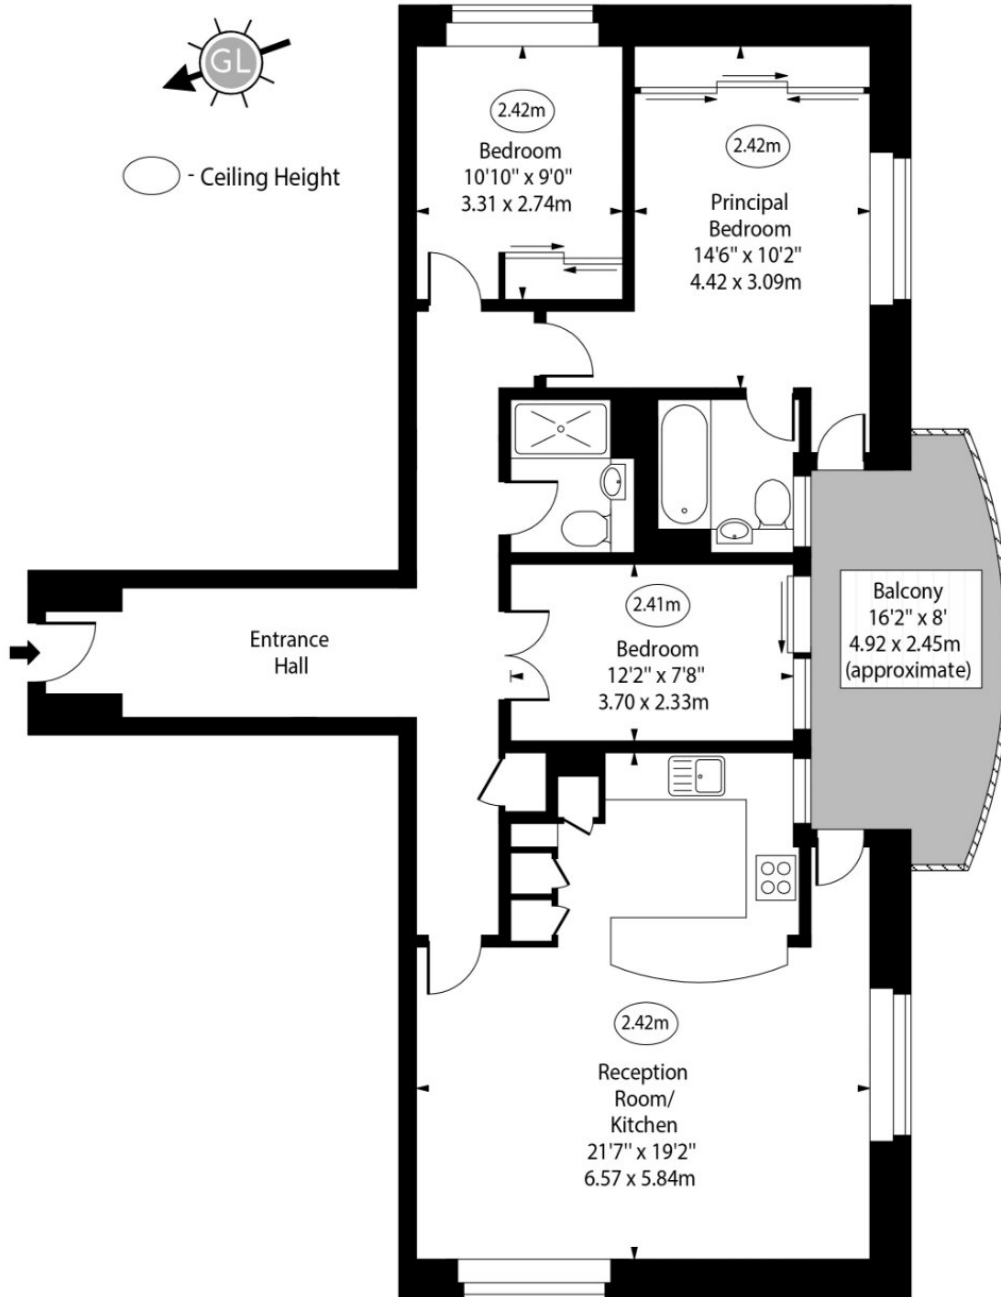 GL
- Ceiling Height
2.42m
Bedroom
10'10" x 9'0"
3.31 x 2.74m
2.42m
Principal
Bedroom
14'6" x 10'2"
4.42 x 3.09m
Entrance
Hall
2.41m
Bedroom
12'2" x 7'8"
3.70 x 2.33m
Balcony
16'2" x 8'
4.92 x 2.45m
(approximate)
2.42m
Reception
Room/
Kitchen
21'7" x 19'2"
6.57 x 5.84m